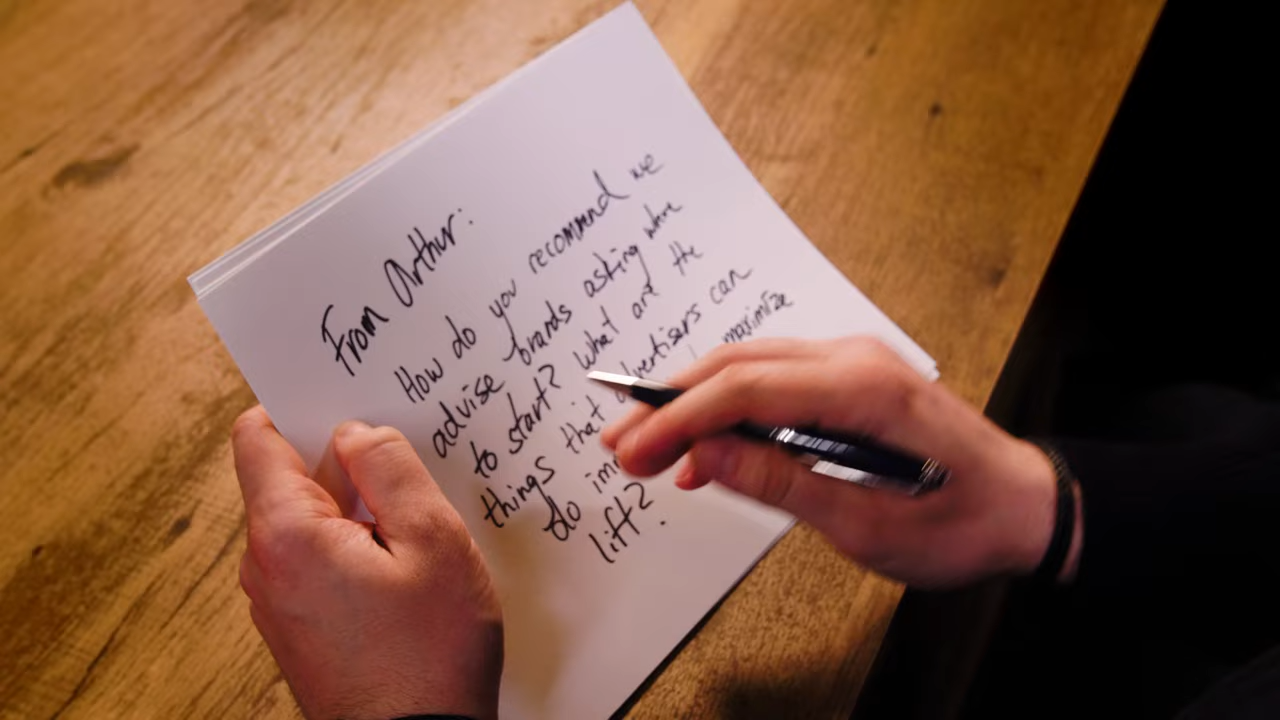 From Arthur:
How do you recommend we
advise brands asking where
to start? What are the
things that advertisers can
do maximize
lift?